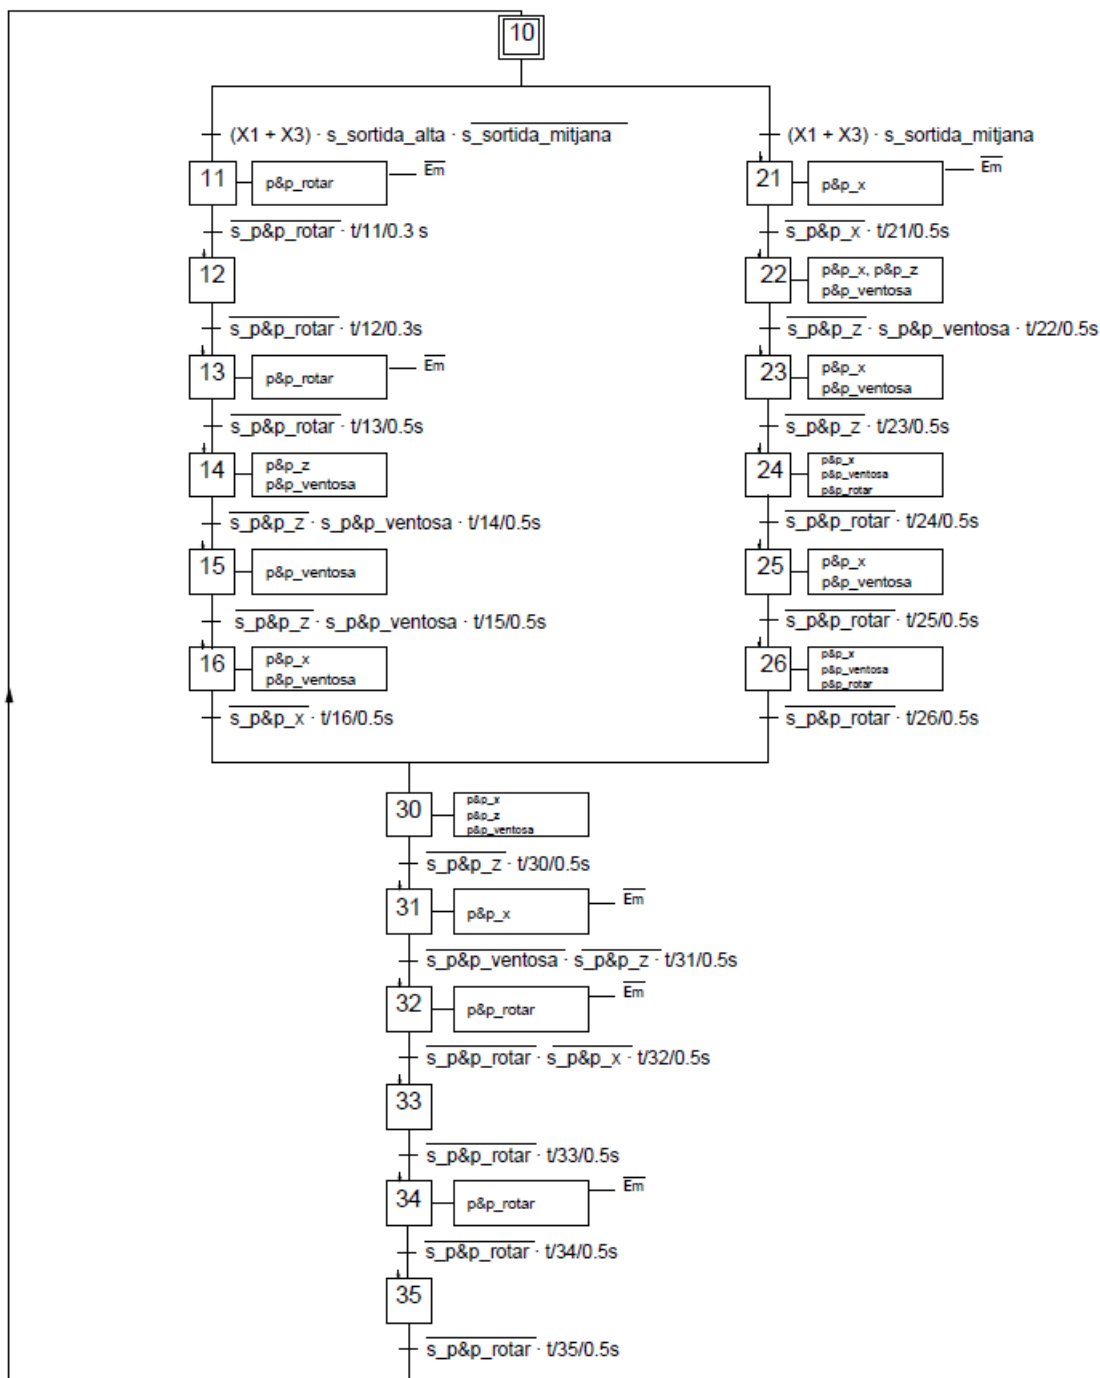 10
(X1 + X3) · s_sortida_alta · s_sortida_mitjana
(X1 + X3) · s_sortida_mitjana
11
p&p_rotar
Em
21
p&p_x
Em
s_p&p_rotar · t/11/0.3 s
s_p&p_x · t/21/0.5s
12
22
p&p_x, p&p_z
p&p_ventosa
s_p&p_rotar · t/12/0.3s
s_p&p_z · s_p&p_ventosa · t/22/0.5s
13
p&p_rotar
Em
23
p&p_x
p&p_ventosa
s_p&p_rotar · t/13/0.5s
s_p&p_z · t/23/0.5s
14
p&p_z
p&p_ventosa
24
p&p_x
p&p_ventosa
p&p_rotar
s_p&p_z · s_p&p_ventosa · t/14/0.5s
s_p&p_rotar · t/24/0.5s
15
p&p_ventosa
25
p&p_x
p&p_ventosa
s_p&p_z · s_p&p_ventosa · t/15/0.5s
s_p&p_rotar · t/25/0.5s
16
p&p_x
p&p_ventosa
26
p&p_x
p&p_ventosa
p&p_rotar
s_p&p_x · t/16/0.5s
s_p&p_rotar · t/26/0.5s
30
p&p_x
p&p_z
p&p_ventosa
s_p&p_z · t/30/0.5s
31
p&p_x
Em
s_p&p_ventosa · s_p&p_z · t/31/0.5s
32
p&p_rotar
Em
s_p&p_rotar · s_p&p_x · t/32/0.5s
33
s_p&p_rotar · t/33/0.5s
34
p&p_rotar
Em
s_p&p_rotar · t/34/0.5s
35
s_p&p_rotar · t/35/0.5s